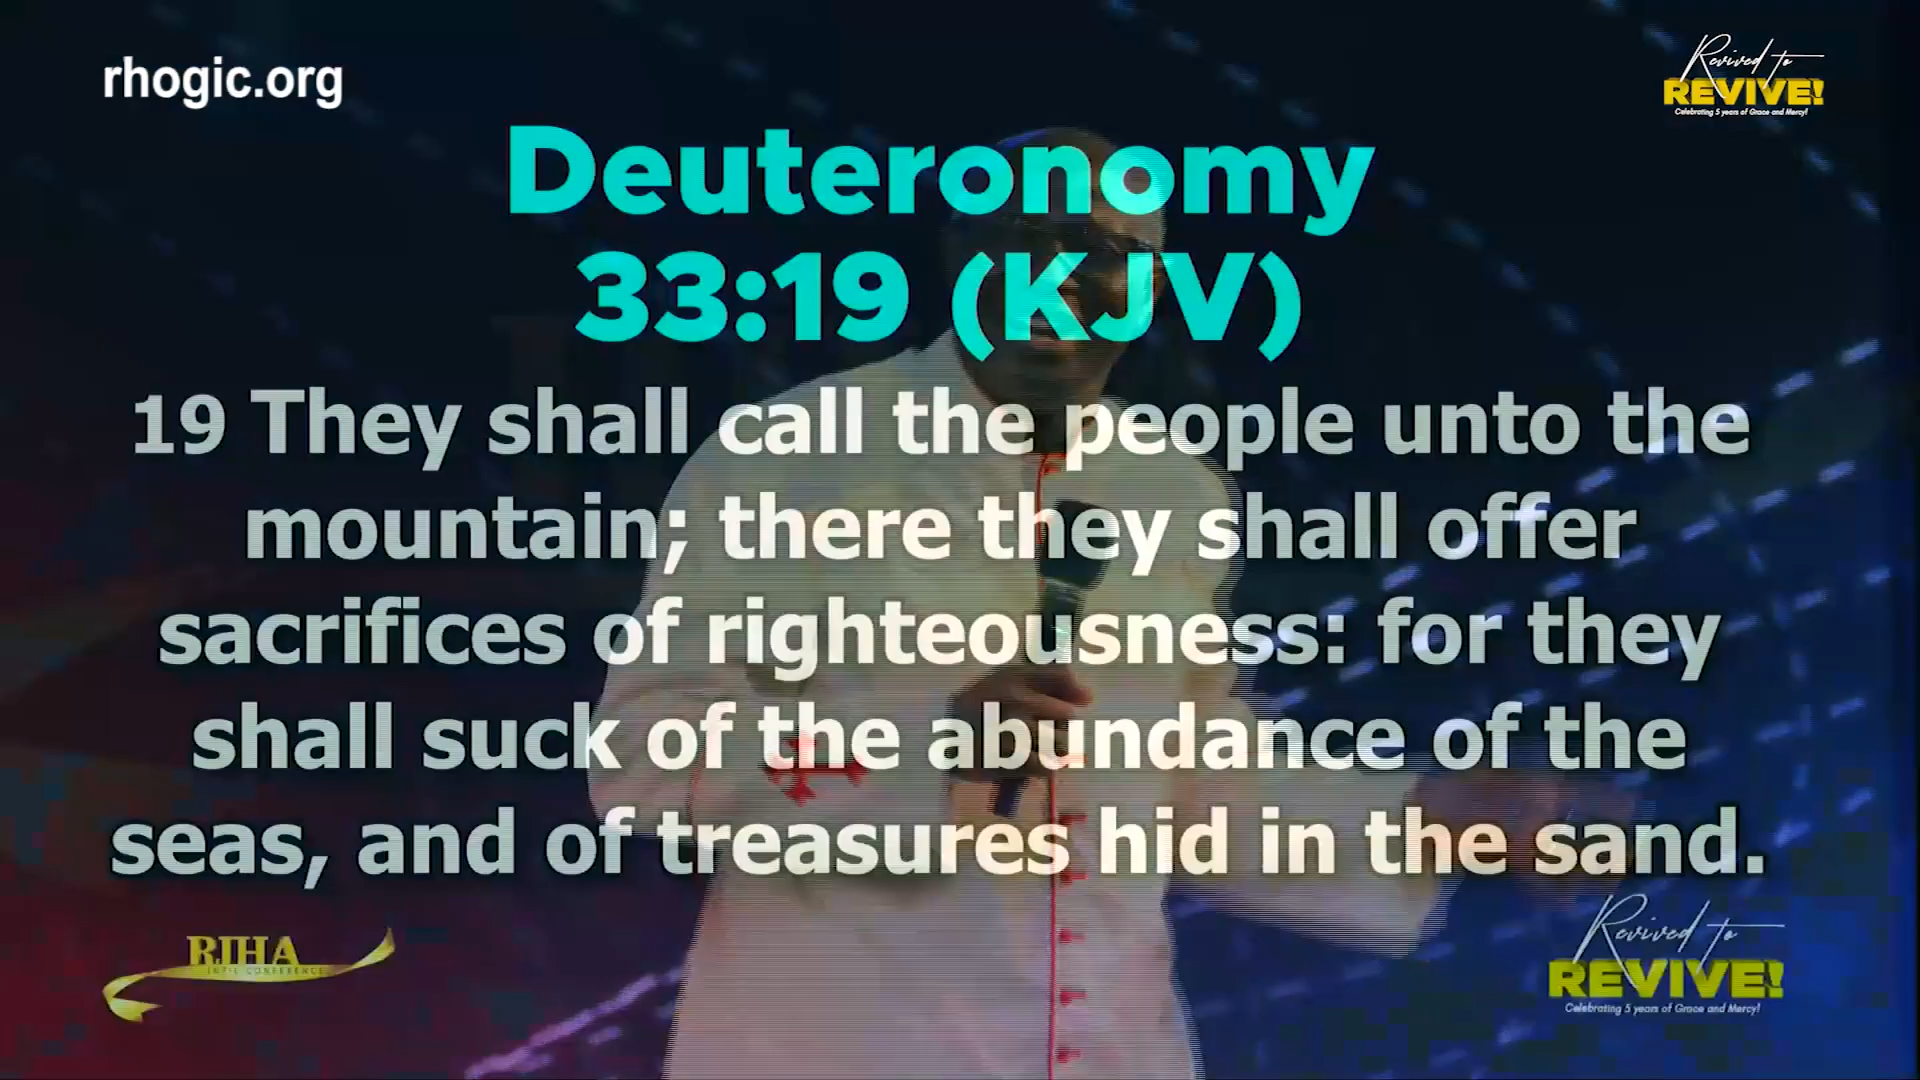 rhogic.org
Revived to
REVIVE!
Celebrating 5 years of Grace and Mercy!
Deuteronomy
33:19 (KJV)
19 They shall call the people unto the
mountain; there they shall offer
sacrifices of righteousness: for they
shall suck of the abundance of the
seas, and of treasures hid in the sand.
RIHA
INT'L CONFERENCE
Revived to
REVIVE!
Celebrating 5 years of Grace and Mercy!